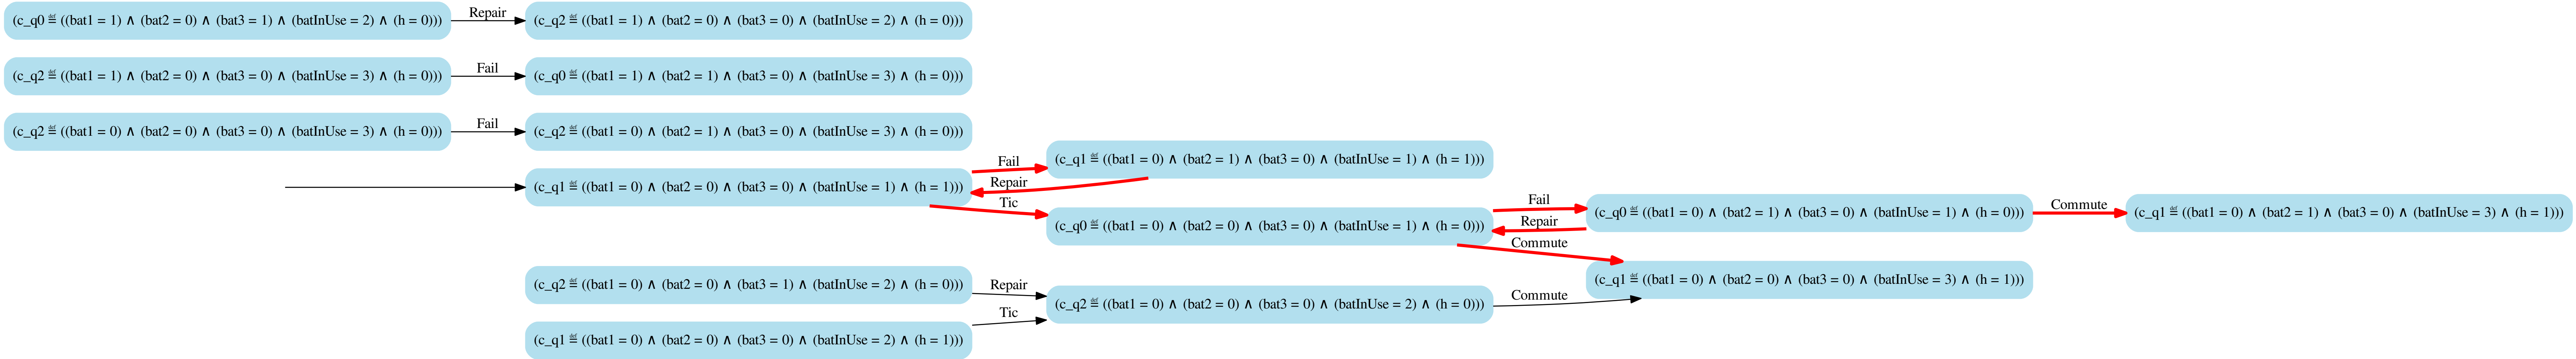 (c_q0 ≝ ((bat1 = 1) ∧ (bat2 = 0) ∧ (bat3 = 1) ∧ (batInUse = 2) ∧ (h = 0)))
Repair
(c_q2 ≝ ((bat1 = 1) ∧ (bat2 = 0) ∧ (bat3 = 0) ∧ (batInUse = 2) ∧ (h = 0)))
(c_q2 ≝ ((bat1 = 1) ∧ (bat2 = 0) ∧ (bat3 = 0) ∧ (batInUse = 3) ∧ (h = 0)))
Fail
(c_q0 ≝ ((bat1 = 1) ∧ (bat2 = 1) ∧ (bat3 = 0) ∧ (batInUse = 3) ∧ (h = 0)))
(c_q2 ≝ ((bat1 = 0) ∧ (bat2 = 0) ∧ (bat3 = 0) ∧ (batInUse = 3) ∧ (h = 0)))
Fail
(c_q2 ≝ ((bat1 = 0) ∧ (bat2 = 1) ∧ (bat3 = 0) ∧ (batInUse = 3) ∧ (h = 0)))
(c_q1 ≝ ((bat1 = 0) ∧ (bat2 = 0) ∧ (bat3 = 0) ∧ (batInUse = 1) ∧ (h = 1)))
Fail
(c_q1 ≝ ((bat1 = 0) ∧ (bat2 = 1) ∧ (bat3 = 0) ∧ (batInUse = 1) ∧ (h = 1)))
Repair
Tic
(c_q0 ≝ ((bat1 = 0) ∧ (bat2 = 0) ∧ (bat3 = 0) ∧ (batInUse = 1) ∧ (h = 0)))
Fail
(c_q0 ≝ ((bat1 = 0) ∧ (bat2 = 1) ∧ (bat3 = 0) ∧ (batInUse = 1) ∧ (h = 0)))
Repair
Commute
(c_q1 ≝ ((bat1 = 0) ∧ (bat2 = 1) ∧ (bat3 = 0) ∧ (batInUse = 3) ∧ (h = 1)))
Commute
(c_q1 ≝ ((bat1 = 0) ∧ (bat2 = 0) ∧ (bat3 = 0) ∧ (batInUse = 3) ∧ (h = 1)))
(c_q2 ≝ ((bat1 = 0) ∧ (bat2 = 0) ∧ (bat3 = 1) ∧ (batInUse = 2) ∧ (h = 0)))
Repair
(c_q2 ≝ ((bat1 = 0) ∧ (bat2 = 0) ∧ (bat3 = 0) ∧ (batInUse = 2) ∧ (h = 0)))
Commute
Tic
(c_q1 ≝ ((bat1 = 0) ∧ (bat2 = 0) ∧ (bat3 = 0) ∧ (batInUse = 2) ∧ (h = 1)))